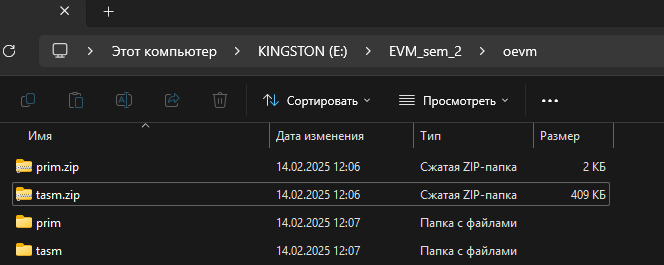 Этот компьютер KINGSTON (E:) EVM_sem_2 oevm
Сортировать Просмотреть
Имя Дата изменения Тип Размер
prim.zip 14.02.2025 12:06 Сжатая ZIP-папка 2 КБ
tasm.zip 14.02.2025 12:06 Сжатая ZIP-папка 409 КБ
prim 14.02.2025 12:07 Папка с файлами
tasm 14.02.2025 12:07 Папка с файлами